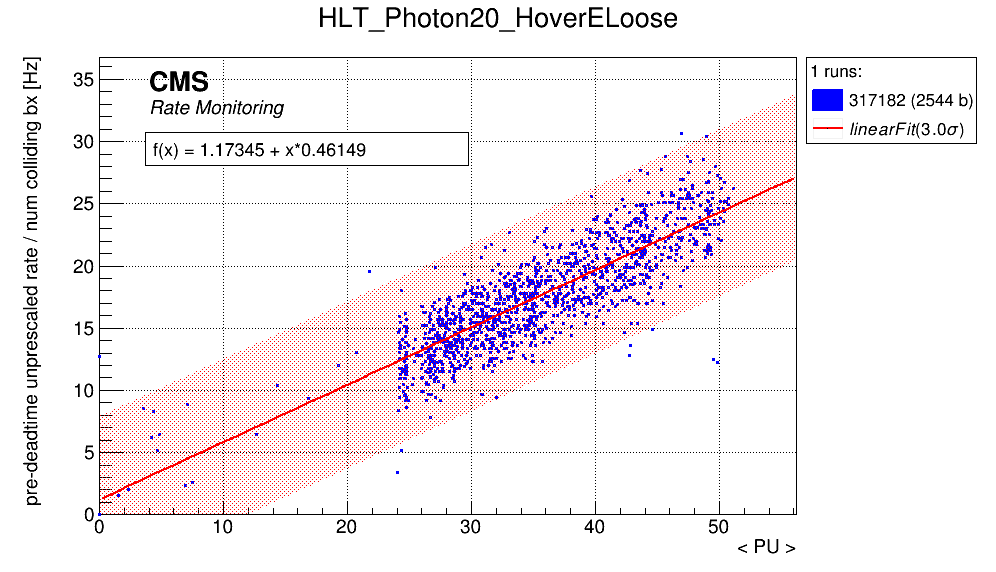 HLT_Photon20_HoverELoose
pre-deadtime unprescaled rate / num colliding bx [Hz]
35
30
25
20
15
10
5
0
CMS
Rate Monitoring
f(x) = 1.17345 + x*0.46149
0
10
20
30
40
50
< PU >
1 runs:
317182 (2544 b)
linearFit(3.0σ)